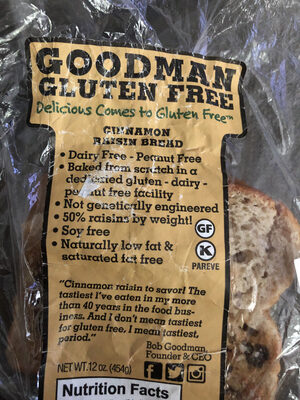 GOODMAN
GLUTEN FREE
Delicious Comes to Gluten Free™
CINNAMON
RAISIN BREAD
• Dairy Free - Peanut Free
• Baked from scratch in a
dedicated gluten - dairy -
peanut free facility
• Not genetically engineered
• 50% raisins by weight!
• Soy free
• Naturally low fat &
saturated fat free
GF
K
PAREVE
"Cinnamon raisin to savor! The
tastiest I've eaten in my more
than 40 years in the food bus-
iness. And I don't mean tastiest
for gluten free, I mean tastiest,
period."
Bob Goodman,
Founder & CEO
NET WT. 12 oz. (454g)
Nutrition Facts